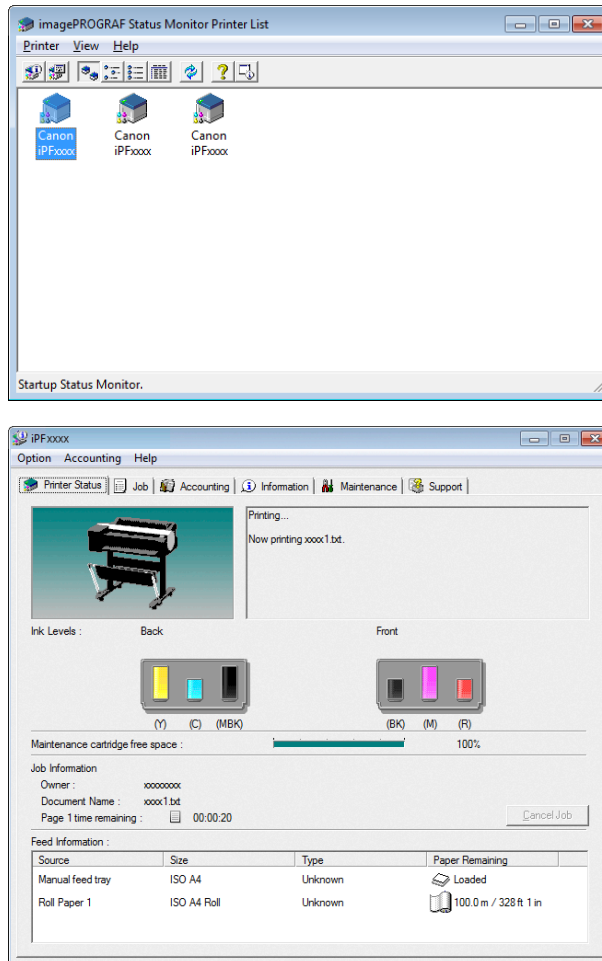 imagePROGRAF Status Monitor Printer List
Printer View Help
Canon Canon Canon
iPFxxxx iPFxxxx iPFxxxx
Startup Status Monitor.
iPFxxxx
Option Accounting Help
Printer Status Job Accounting Information Maintenance Support
Printing...
Now printing xxxx1.txt.
Ink Levels : Back Front
(Y) (C) (MBK) (BK) (M) (R)
Maintenance cartridge free space : 100%
Job Information
Owner : xxxxxxxx
Document Name : xxxx1.txt
Page 1 time remaining : 00:00:20
Cancel Job
Feed Information :
Source Size Type Paper Remaining
Manual feed tray ISO A4 Unknown Loaded
Roll Paper 1 ISO A4 Roll Unknown 100.0 m / 328 ft 1 in